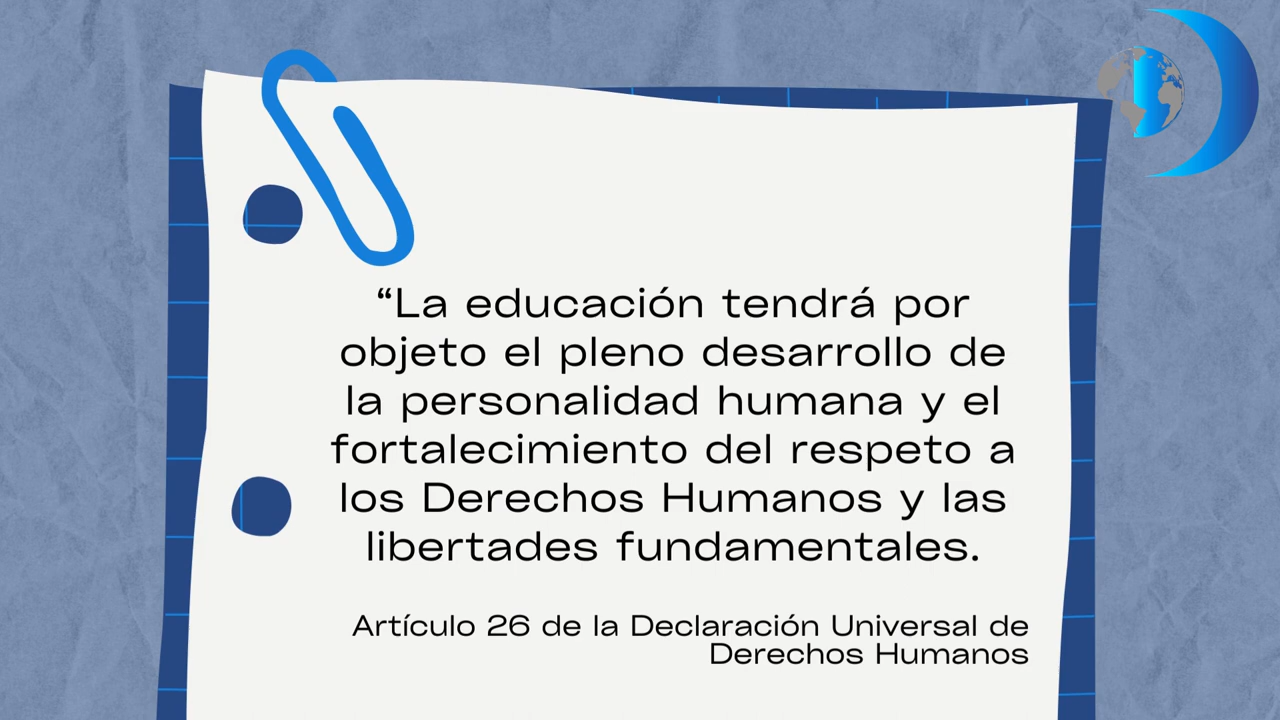 “La educación tendrá por
objeto el pleno desarrollo de
la personalidad humana y el
fortalecimiento del respeto a
los Derechos Humanos y las
libertades fundamentales.
Artículo 26 de la Declaración Universal de
Derechos Humanos